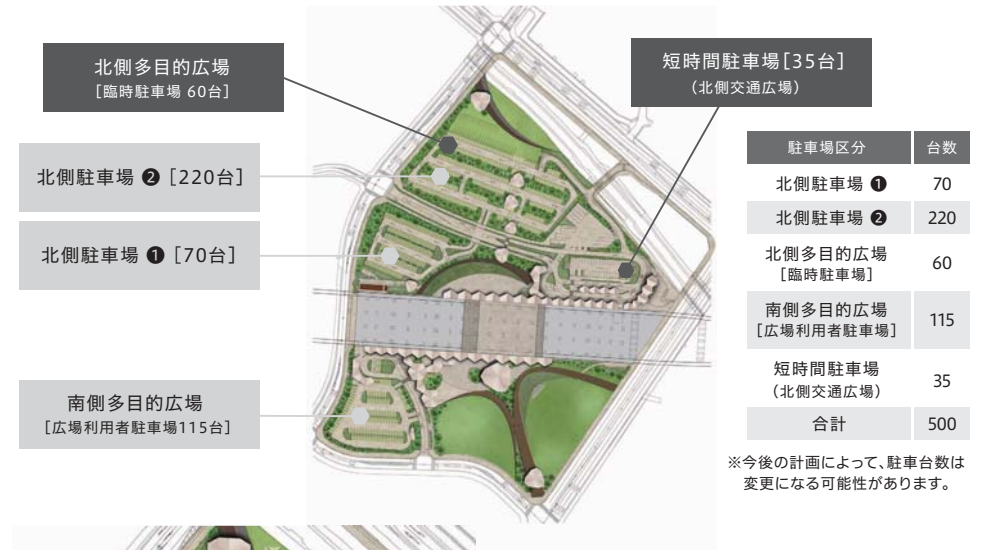 北側多目的広場
[臨時駐車場 60台]
北側駐車場 ❷ [220台]
北側駐車場 ❶ [70台]
南側多目的広場
[広場利用者駐車場115台]
短時間駐車場[35台]
(北側交通広場)
駐車場区分 台数
北側駐車場 ❶ 70
北側駐車場 ❷ 220
北側多目的広場
[臨時駐車場] 60
南側多目的広場
[広場利用者駐車場] 115
短時間駐車場
(北側交通広場) 35
合計 500
※今後の計画によって、駐車台数は
変更になる可能性があります。